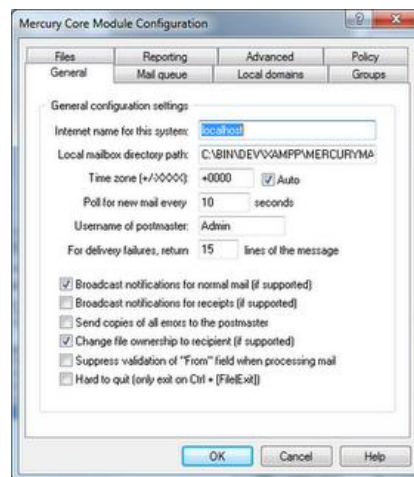 Mercury Core Module Configuration
Files Reporting Advanced Policy
General Mail queue Local domains Groups
General configuration settings
Internet name for this system: localhost
Local mailbox directory path: C:\BIN\DEV\XAMPP\MERCURYMA
Time zone (+/-XXXX): +0000 Auto
Poll for new mail every 10 seconds
Username of postmaster: Admin
For delivery failures, return 15 lines of the message
Broadcast notifications for normal mail (if supported)
Broadcast notifications for receipts (if supported)
Send copies of all errors to the postmaster
Change file ownership to recipient (if supported)
Suppress validation of "From" field when processing mail
Hard to quit (only exit on Ctrl + [File|Exit])
OK Cancel Help